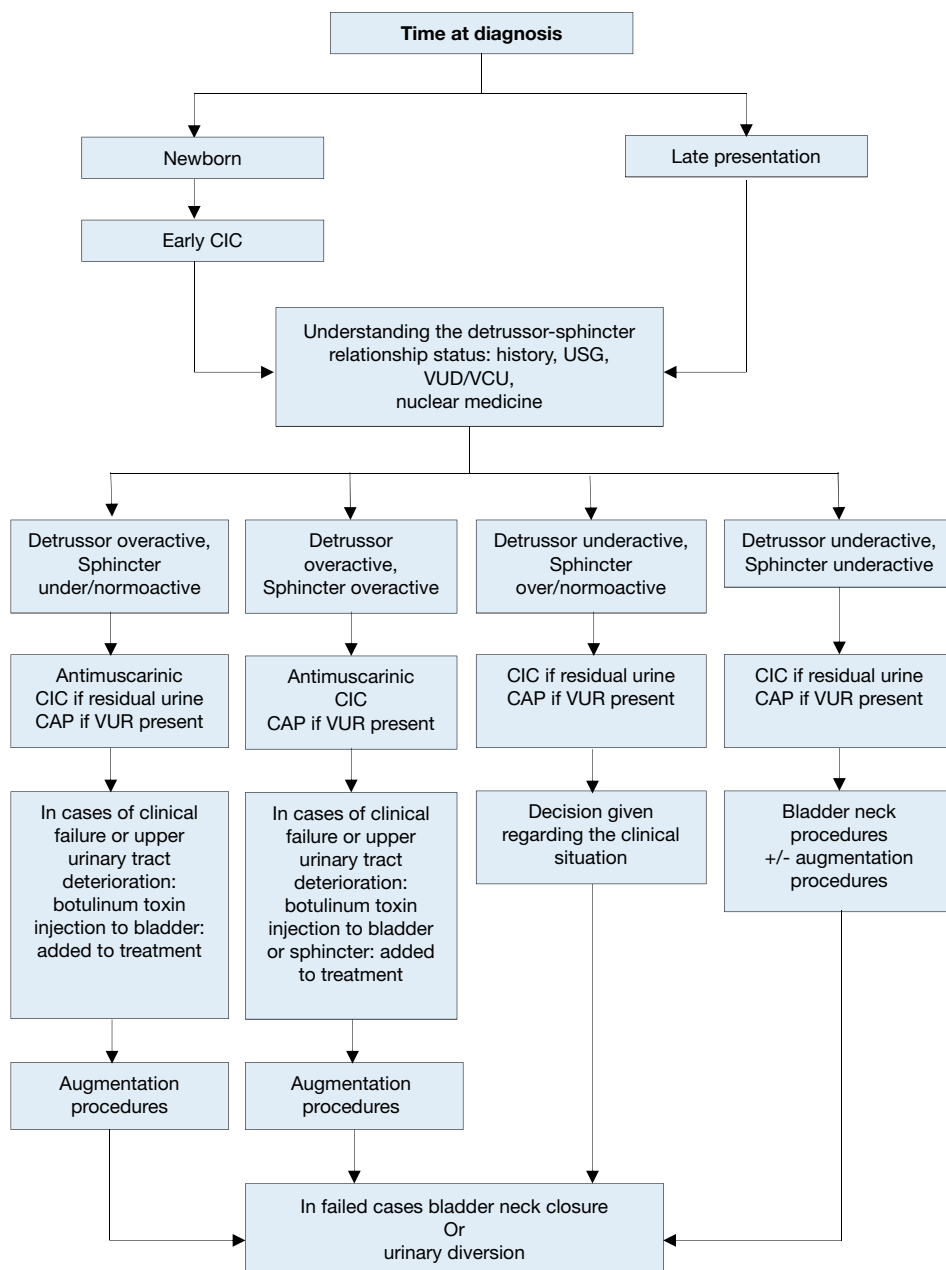 Time at diagnosis
Newborn
Late presentation
Early CIC
Understanding the detrussor-sphincter
relationship status: history, USG,
VUD/VCU,
nuclear medicine
Detrussor overactive,
Sphincter
under/normoactive
Detrussor
overactive,
Sphincter overactive
Detrussor underactive,
Sphincter
over/normoactive
Detrussor underactive,
Sphincter underactive
Antimuscarinic
CIC if residual urine
CAP if VUR present
Antimuscarinic
CIC
CAP if VUR present
CIC if residual urine
CAP if VUR present
CIC if residual urine
CAP if VUR present
In cases of clinical
failure or upper
urinary tract
deterioration:
botulinum toxin
injection to bladder:
added to treatment
In cases of clinical
failure or upper
urinary tract
deterioration:
botulinum toxin
injection to bladder
or sphincter: added
to treatment
Decision given
regarding the clinical
situation
Bladder neck
procedures
+/- augmentation
procedures
Augmentation
procedures
Augmentation
procedures
In failed cases bladder neck closure
Or
urinary diversion